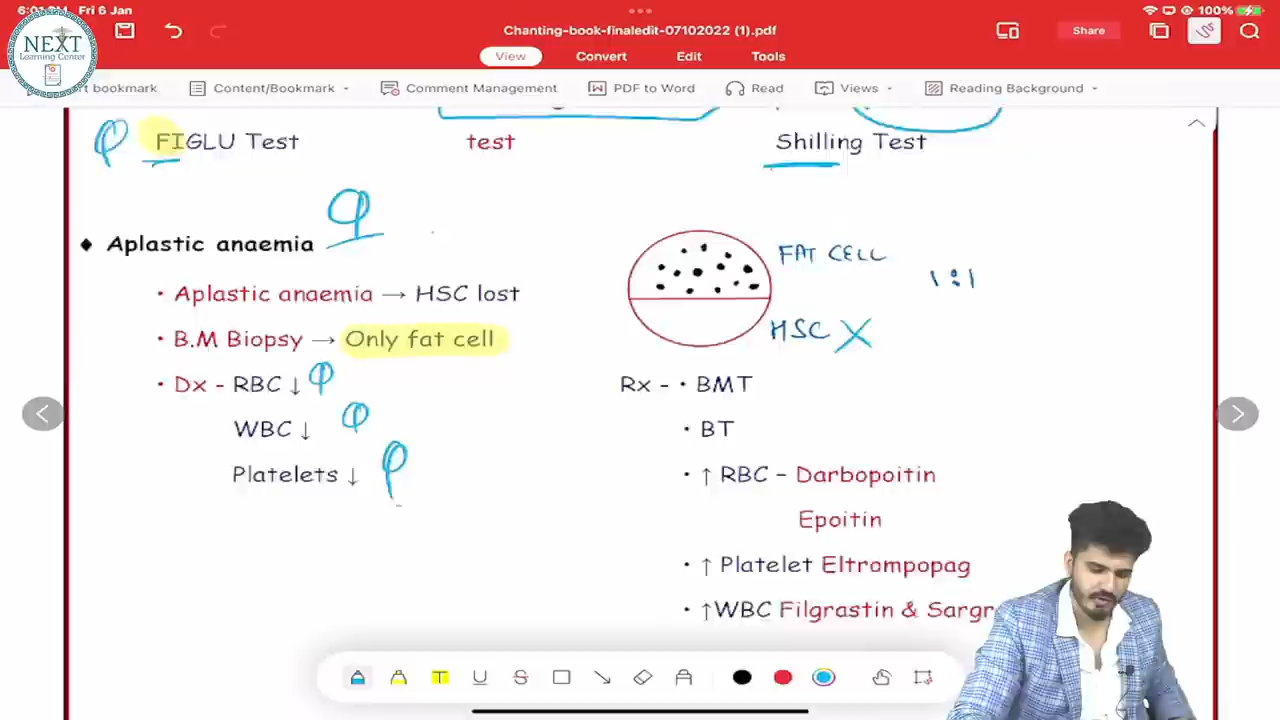 Fri 6 Jan
100%
NEXT
Learning Center
Chanting-book-finaledit-07102022 (1).pdf
Share
View Convert Edit Tools
bookmark Content/Bookmark Comment Management PDF to Word Read Views Reading Background
FIGLU Test test Shilling Test
Aplastic anaemia
FAT CELL
1:1
• Aplastic anaemia → HSC lost
HSC X
• B.M Biopsy → Only fat cell
• Dx - RBC ↓
Rx - • BMT
WBC ↓
• BT
Platelets ↓
• ↑ RBC - Darbopoitin
Epoitin
• ↑ Platelet Eltrompopag
• ↑WBC Filgrastin & Sargr